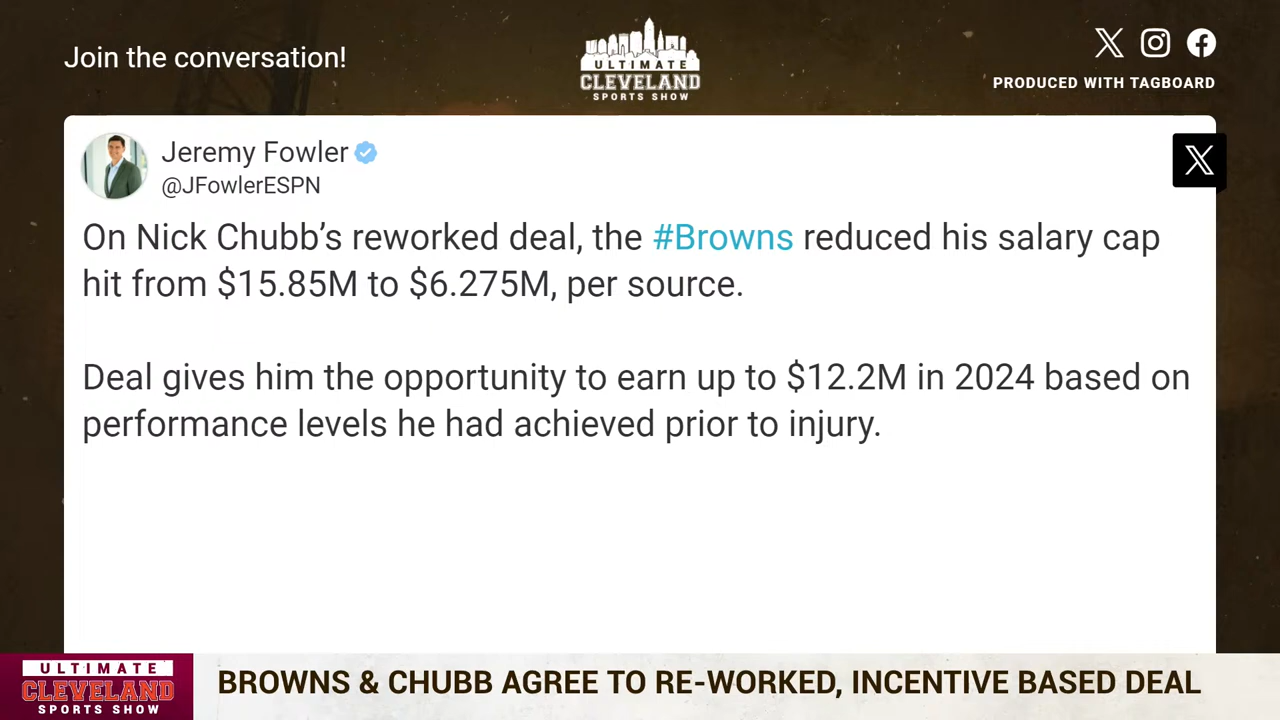 Join the conversation!
ULTIMATE
CLEVELAND
SPORTS SHOW
PRODUCED WITH TAGBOARD
Jeremy Fowler
@JFowlerESPN
On Nick Chubb’s reworked deal, the #Browns reduced his salary cap
hit from $15.85M to $6.275M, per source.
Deal gives him the opportunity to earn up to $12.2M in 2024 based on
performance levels he had achieved prior to injury.
ULTIMATE
CLEVELAND
SPORTS SHOW
BROWNS & CHUBB AGREE TO RE-WORKED, INCENTIVE BASED DEAL